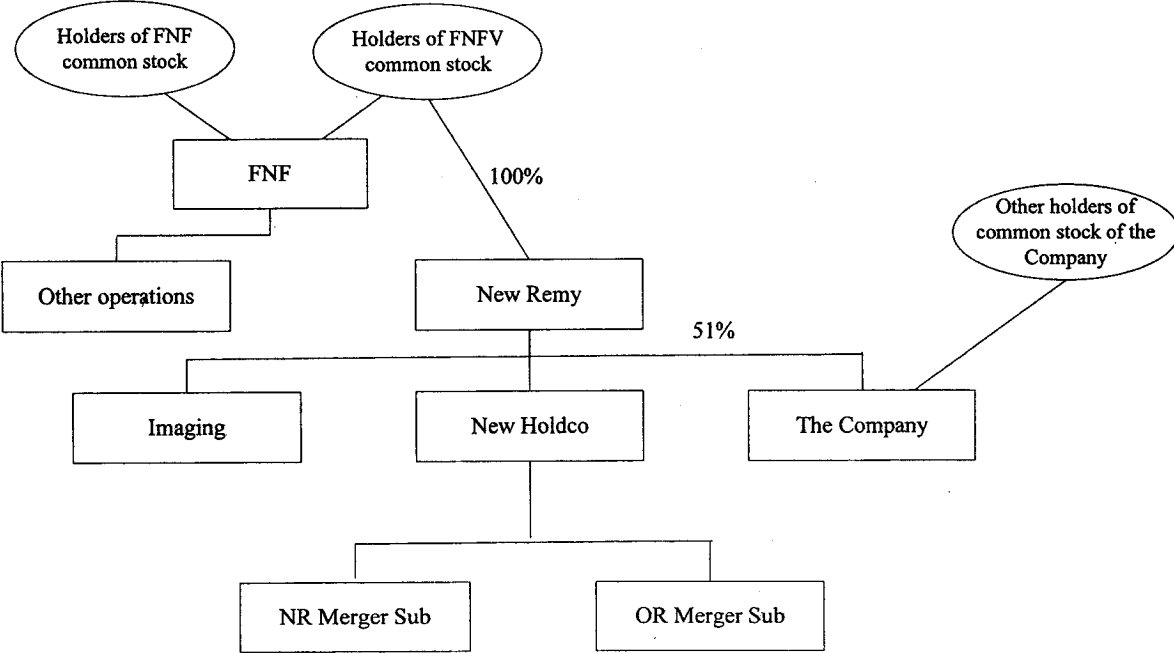 Holders of FNF
common stock
Holders of FNFV
common stock
FNF
100%
Other holders of
common stock of the
Company
Other operations
New Remy
51%
Imaging
New Holdco
The Company
NR Merger Sub
OR Merger Sub